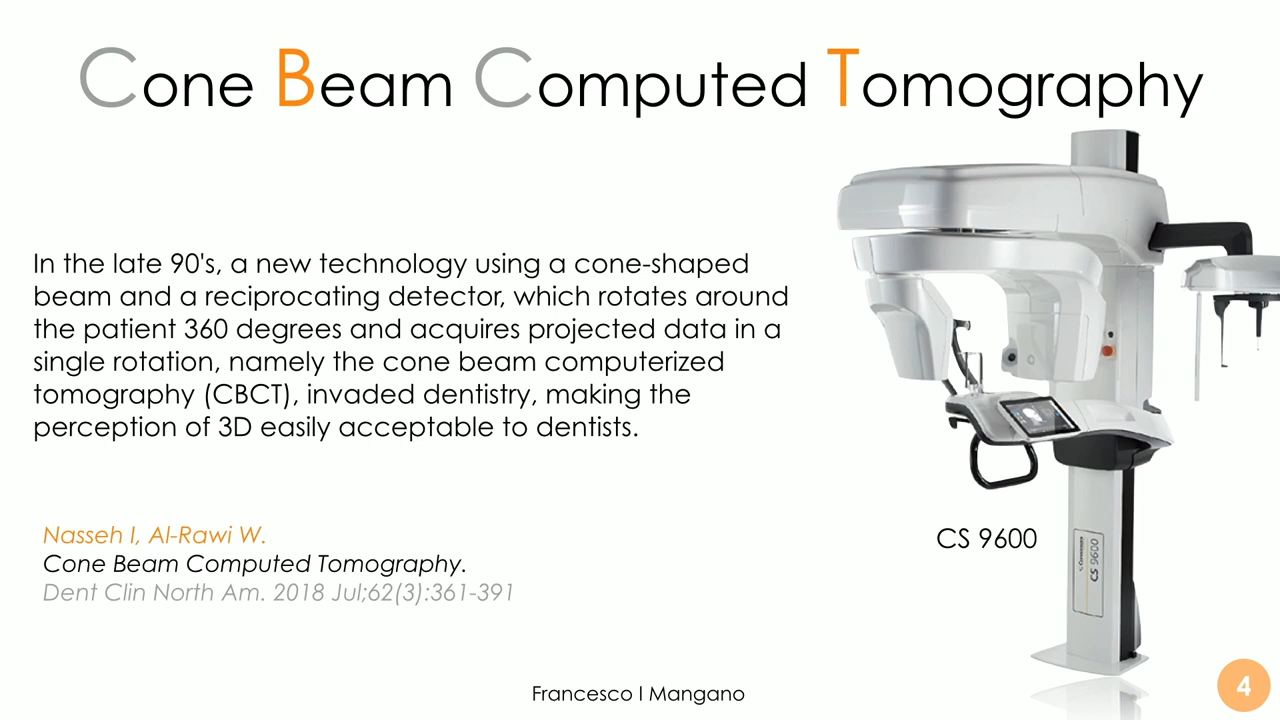 Cone Beam Computed Tomography
In the late 90's, a new technology using a cone-shaped
beam and a reciprocating detector, which rotates around
the patient 360 degrees and acquires projected data in a
single rotation, namely the cone beam computerized
tomography (CBCT), invaded dentistry, making the
perception of 3D easily acceptable to dentists.
Nasseh I, Al-Rawi W.
Cone Beam Computed Tomography.
Dent Clin North Am. 2018 Jul;62(3):361-391
CS 9600
Carestream
CS 9600
Francesco I Mangano
4